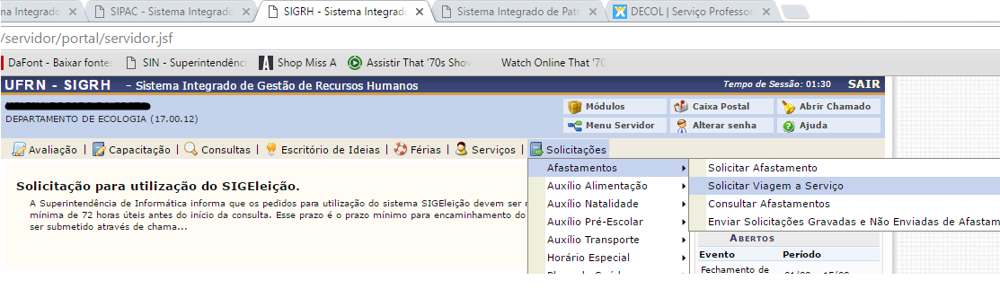 ma Integrado SIPAC - Sistema Integrado SIGRH - Sistema Integrado Sistema Integrado de Patr DECOL | Serviço Professor
/servidor/portal/servidor.jsf
DaFont - Baixar fontes SIN - Superintendênci Shop Miss A Assistir That '70s Show Watch Online That '70
UFRN - SIGRH - Sistema Integrado de Gestão de Recursos Humanos Tempo de Sessão: 01:30 SAIR
Módulos Caixa Postal Abrir Chamado
DEPARTAMENTO DE ECOLOGIA (17.00.12)
Menu Servidor Alterar senha Ajuda
Avaliação | Capacitação | Consultas | Escritório de Ideias | Férias | Serviços | Solicitações
Afastamentos Solicitar Afastamento
Solicitação para utilização do SIGEleição. Auxílio Alimentação Solicitar Viagem a Serviço
A Superintendência de Informática informa que os pedidos para utilização do sistema SIGEleição devem ser Auxílio Natalidade Consultar Afastamentos
mínima de 72 horas úteis antes do início da consulta. Esse prazo é o prazo mínimo para encaminhamento do Auxílio Pré-Escolar Enviar Solicitações Gravadas e Não Enviadas de Afastam
ser submetido através de chama... Auxílio Transporte ABERTOS
Horário Especial Evento Período
Fechamento de